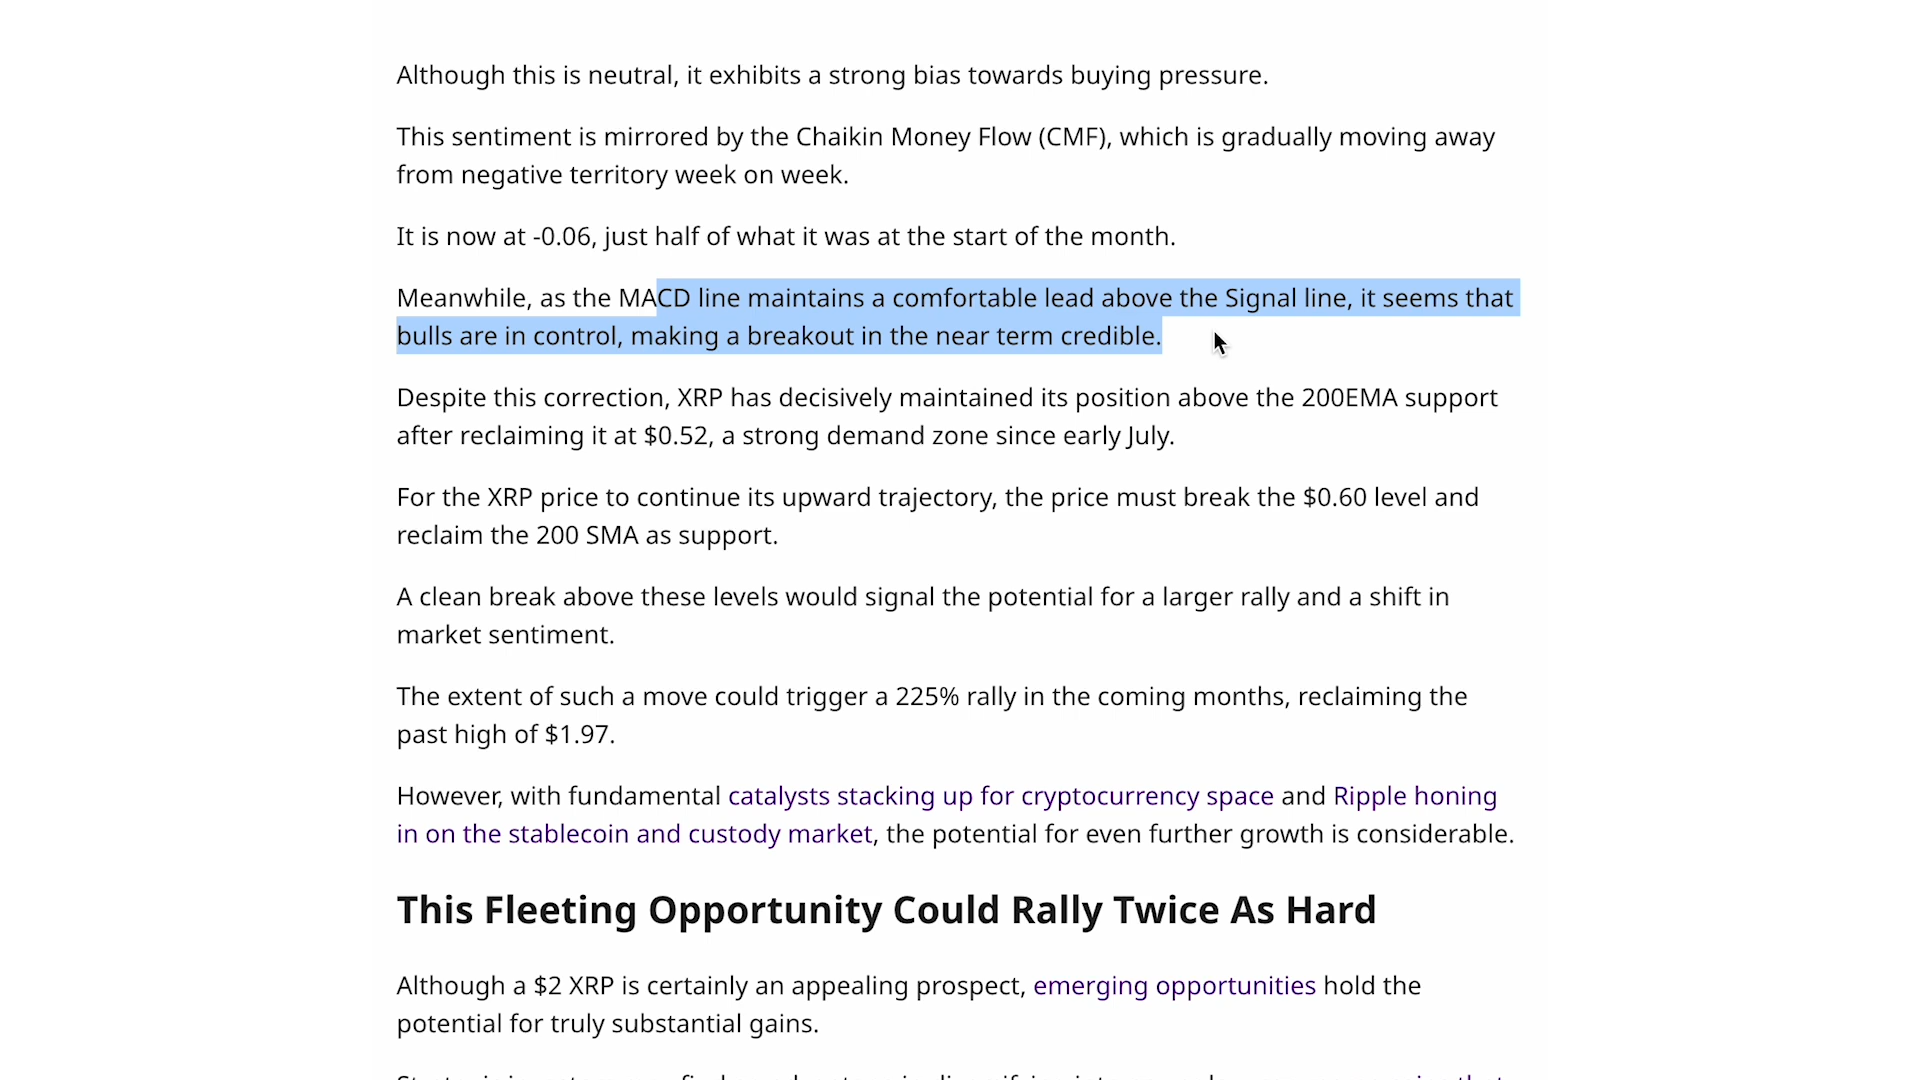 Although this is neutral, it exhibits a strong bias towards buying pressure.
This sentiment is mirrored by the Chaikin Money Flow (CMF), which is gradually moving away
from negative territory week on week.
It is now at -0.06, just half of what it was at the start of the month.
Meanwhile, as the MACD line maintains a comfortable lead above the Signal line, it seems that
bulls are in control, making a breakout in the near term credible.
Despite this correction, XRP has decisively maintained its position above the 200EMA support
after reclaiming it at $0.52, a strong demand zone since early July.
For the XRP price to continue its upward trajectory, the price must break the $0.60 level and
reclaim the 200 SMA as support.
A clean break above these levels would signal the potential for a larger rally and a shift in
market sentiment.
The extent of such a move could trigger a 225% rally in the coming months, reclaiming the
past high of $1.97.
However, with fundamental catalysts stacking up for cryptocurrency space and Ripple honing
in on the stablecoin and custody market, the potential for even further growth is considerable.
This Fleeting Opportunity Could Rally Twice As Hard
Although a $2 XRP is certainly an appealing prospect, emerging opportunities hold the
potential for truly substantial gains.